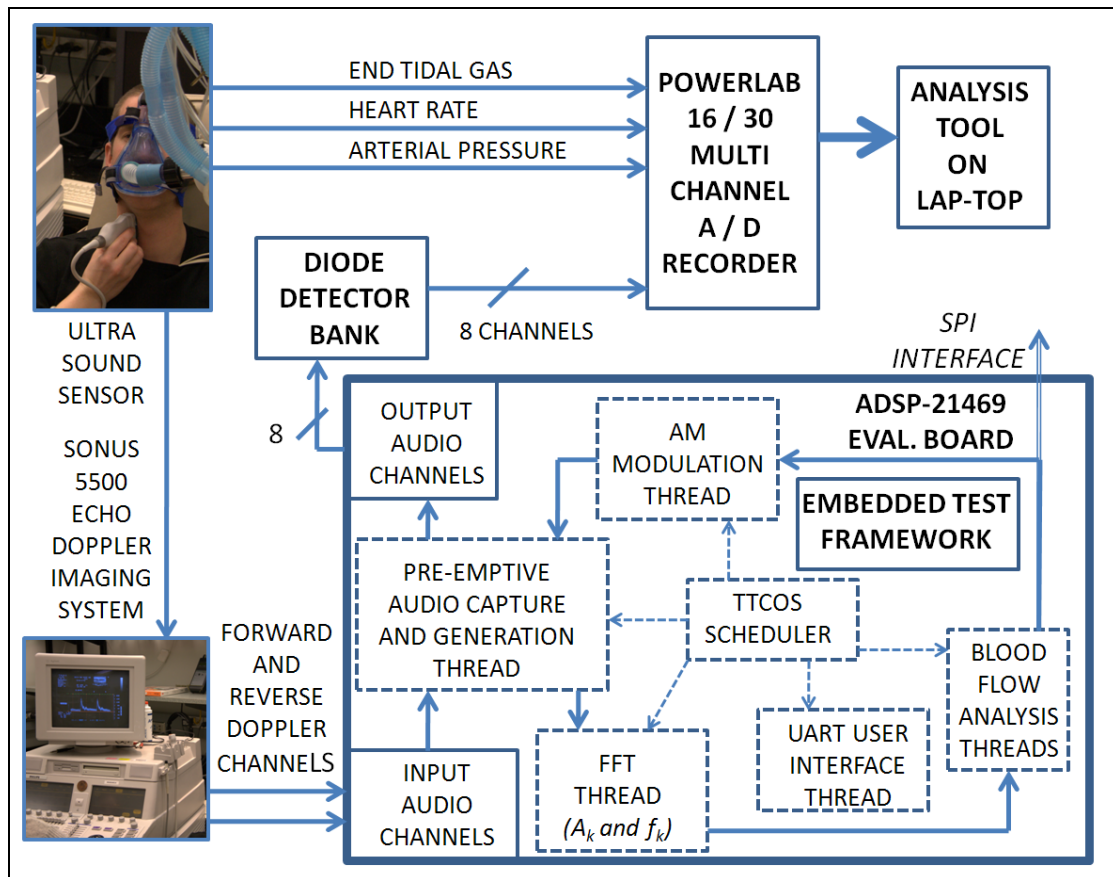 END TIDAL GAS
HEART RATE
ARTERIAL PRESSURE
POWERLAB
16 / 30
MULTI
CHANNEL
A / D
RECORDER
ANALYSIS
TOOL
ON
LAP-TOP
DIODE
DETECTOR
BANK
8 CHANNELS
SPI
INTERFACE
ULTRA
SOUND
SENSOR
SONUS
5500
ECHO
DOPPLER
IMAGING
SYSTEM
8
OUTPUT
AUDIO
CHANNELS
AM
MODULATION
THREAD
ADSP-21469
EVAL. BOARD
EMBEDDED TEST
FRAMEWORK
PRE-EMPTIVE
AUDIO CAPTURE
AND GENERATION
THREAD
TTCOS
SCHEDULER
FORWARD
AND
REVERSE
DOPPLER
CHANNELS
INPUT
AUDIO
CHANNELS
FFT
THREAD
(Ak and fk)
UART USER
INTERFACE
THREAD
BLOOD
FLOW
ANALYSIS
THREADS